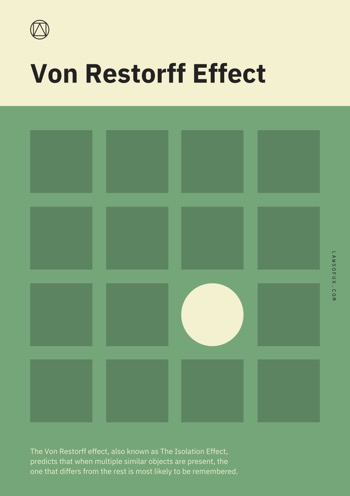 Von Restorff Effect
LAWSOFUX.COM
The Von Restorff effect, also known as The Isolation Effect,
predicts that when multiple similar objects are present, the
one that differs from the rest is most likely to be remembered.